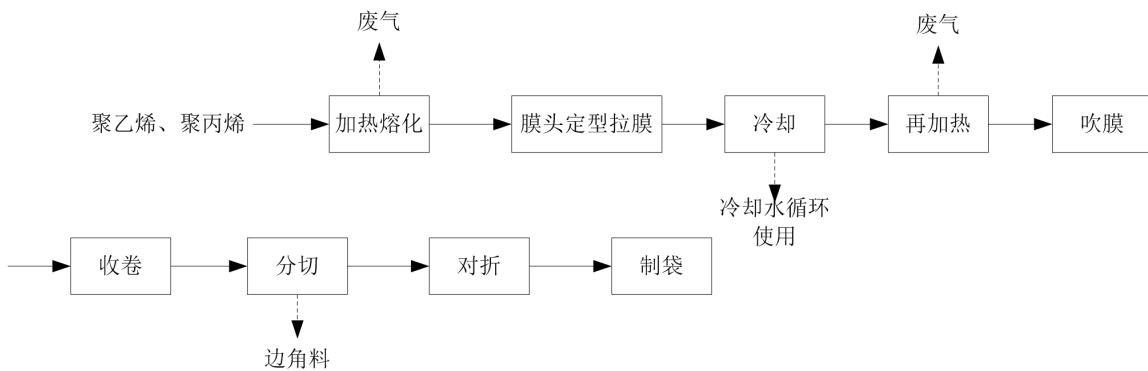 废气
废气
聚乙烯、聚丙烯
加热熔化
膜头定型拉膜
冷却
再加热
吹膜
冷却水循环
使用
收卷
分切
对折
制袋
边角料